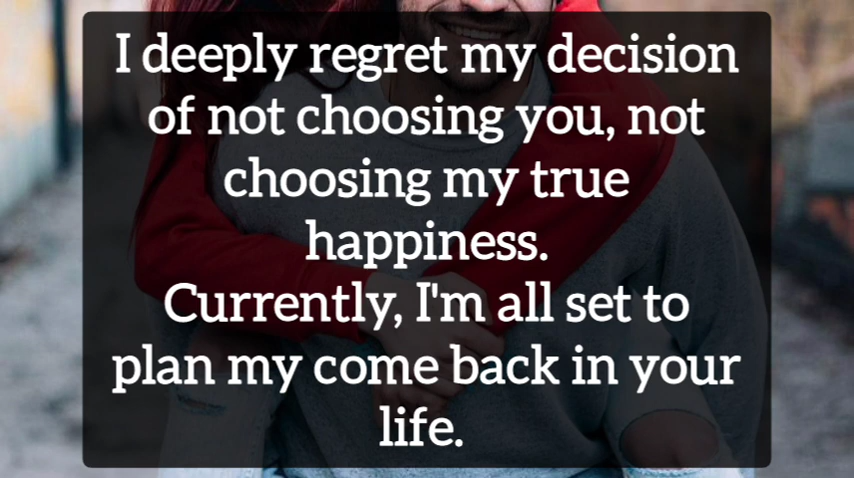 I deeply regret my decision
of not choosing you, not
choosing my true
happiness.
Currently, I'm all set to
plan my come back in your
life.